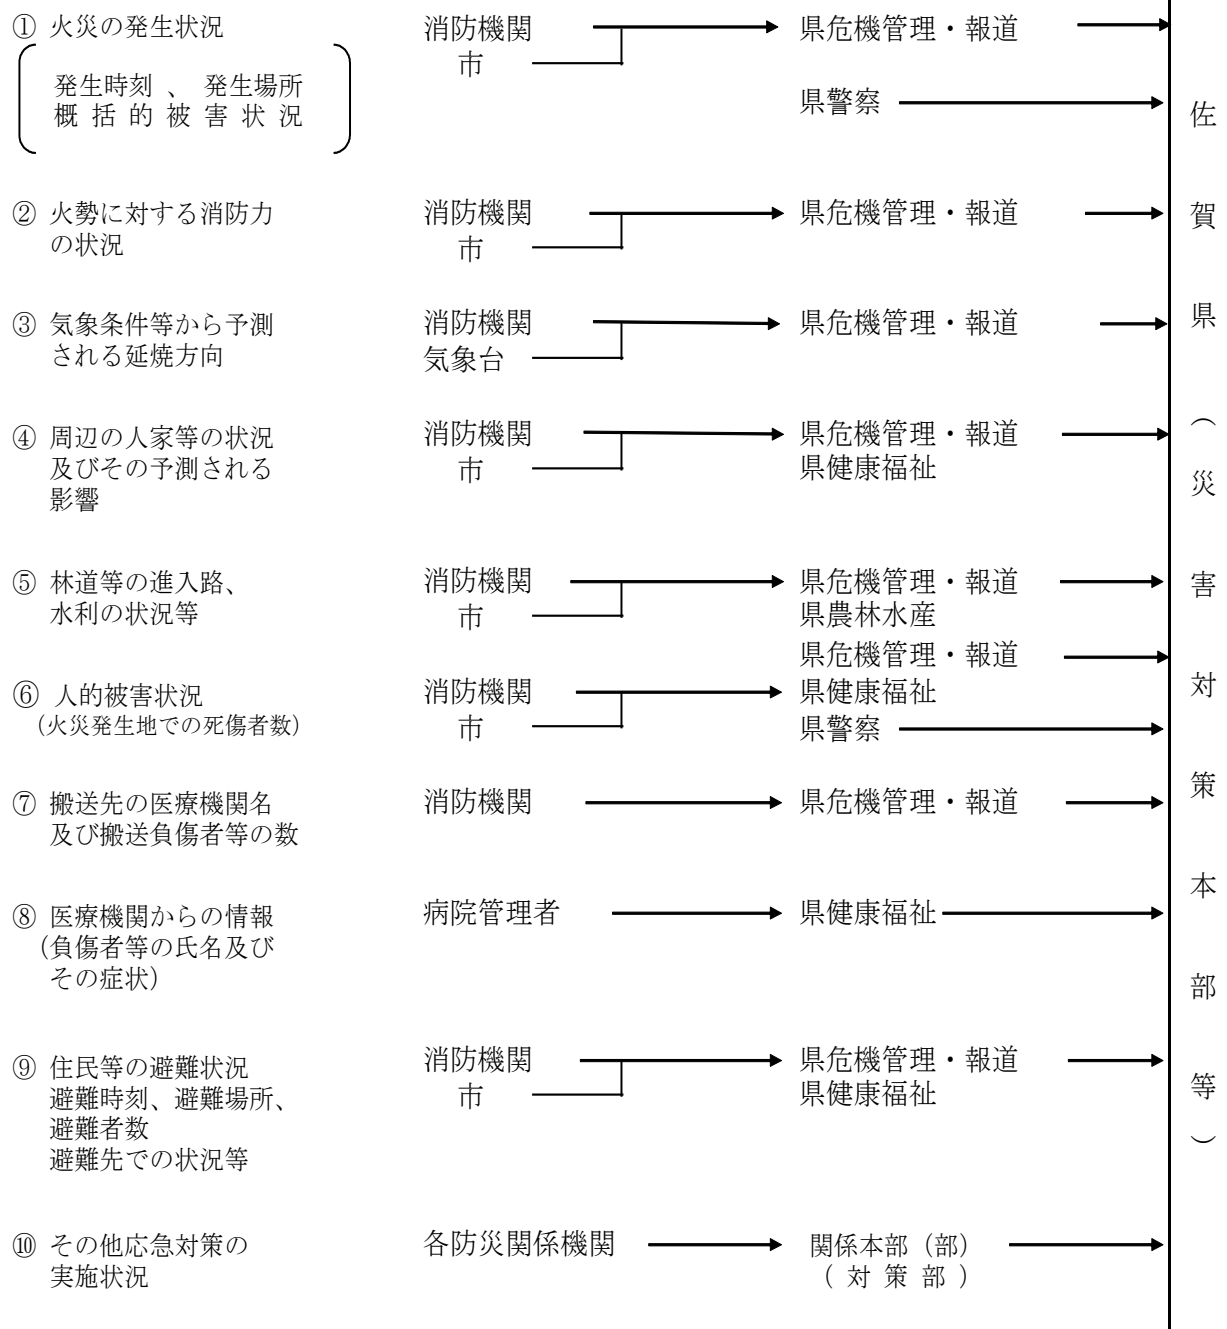 ① 火災の発生状況
消防機関
県危機管理・報道
市
発生時刻 、 発生場所
概 括 的 被 害 状 況
県警察
② 火勢に対する消防力
の状況
消防機関
市
県危機管理・報道
③ 気象条件等から予測
される延焼方向
消防機関
気象台
県危機管理・報道
④ 周辺の人家等の状況
及びその予測される
影響
消防機関
市
県危機管理・報道
県健康福祉
⑤ 林道等の進入路、
水利の状況等
消防機関
市
県危機管理・報道
県農林水産
⑥ 人的被害状況
（火災発生地での死傷者数）
消防機関
市
県危機管理・報道
県健康福祉
県警察
⑦ 搬送先の医療機関名
及び搬送負傷者等の数
消防機関
県危機管理・報道
⑧ 医療機関からの情報
（負傷者等の氏名及び
その症状）
病院管理者
県健康福祉
⑨ 住民等の避難状況
避難時刻、避難場所、
避難者数
避難先での状況等
消防機関
市
県危機管理・報道
県健康福祉
⑩ その他応急対策の
実施状況
各防災関係機関
関係本部（部）
（ 対 策 部 ）
佐賀県（災害対策本部等）